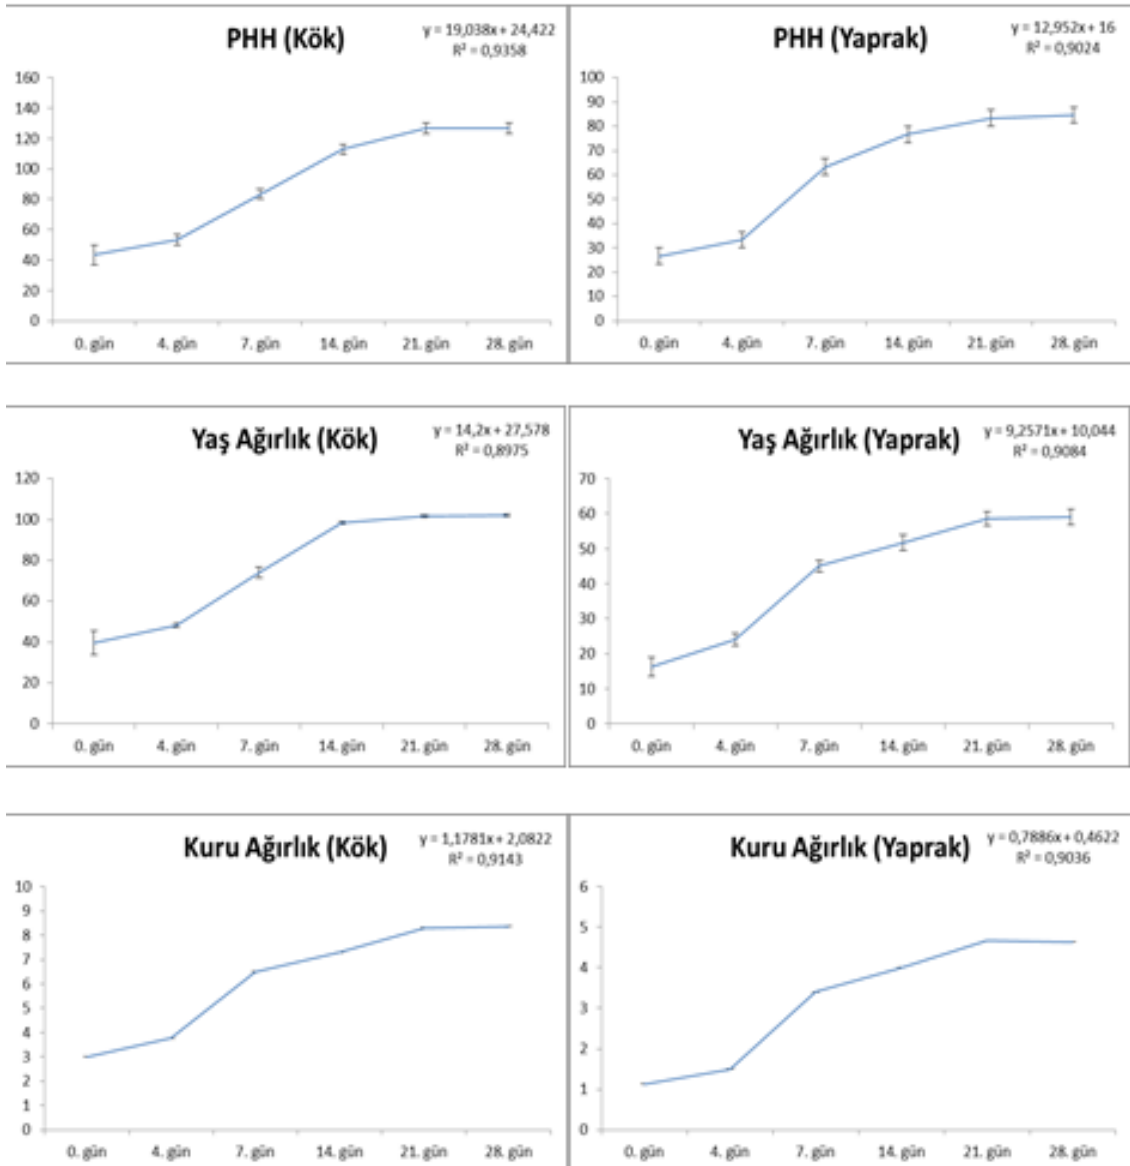 PHH (Kök)
y = 19,038x + 24,422
R² = 0,9358
160
140
120
100
80
60
40
20
0
0. gün 4. gün 7. gün 14. gün 21. gün 28. gün
PHH (Yaprak)
y = 12,952x + 16
R² = 0,9024
100
90
80
70
60
50
40
30
20
10
0
0. gün 4. gün 7. gün 14. gün 21. gün 28. gün
Yaş Ağırlık (Kök)
y = 14,2x + 27,578
R² = 0,8975
120
100
80
60
40
20
0
0. gün 4. gün 7. gün 14. gün 21. gün 28. gün
Yaş Ağırlık (Yaprak)
y = 9,2571x + 10,044
R² = 0,9084
70
60
50
40
30
20
10
0
0. gün 4. gün 7. gün 14. gün 21. gün 28. gün
Kuru Ağırlık (Kök)
y = 1,1781x + 2,0822
R² = 0,9143
10
9
8
7
6
5
4
3
2
1
0
0. gün 4. gün 7. gün 14. gün 21. gün 28. gün
Kuru Ağırlık (Yaprak)
y = 0,7886x + 0,4622
R² = 0,9036
6
5
4
3
2
1
0
0. gün 4. gün 7. gün 14. gün 21. gün 28. gün